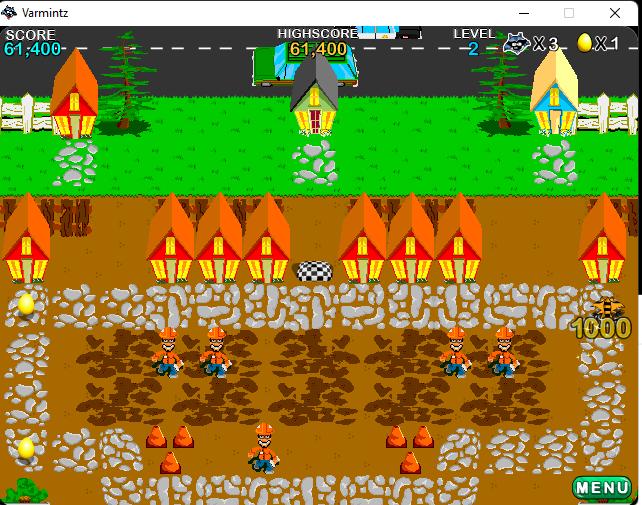 Varmintz
SCORE HIGHSCORE LEVEL
61,400 61,400 2 X3 X1
1000
MENU